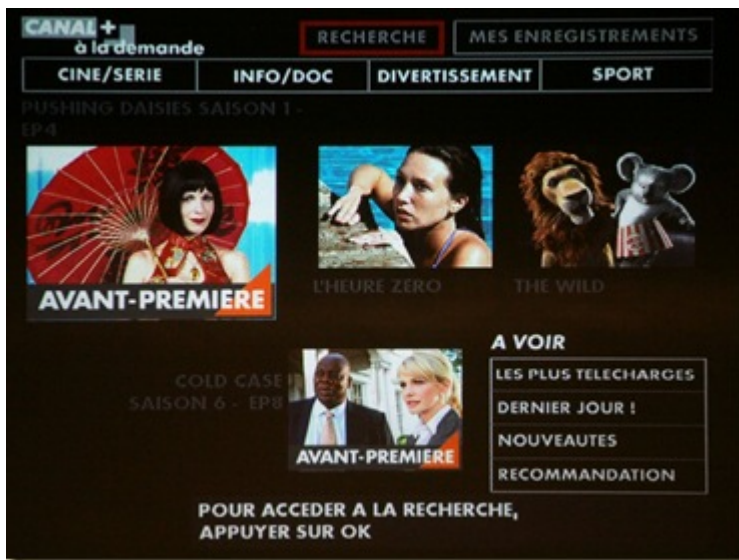 CANAL+
à la demande
RECHERCHE
MES ENREGISTREMENTS
CINE/SERIE
INFO/DOC
DIVERTISSEMENT
SPORT
PUSHING DAISIES SAISON 1 -
EP4
AVANT-PREMIERE
L'HEURE ZERO
THE WILD
COLD CASE
SAISON 6 - EP8
AVANT-PREMIERE
A VOIR
LES PLUS TELECHARGES
DERNIER JOUR !
NOUVEAUTES
RECOMMANDATION
POUR ACCEDER A LA RECHERCHE,
APPUYER SUR OK